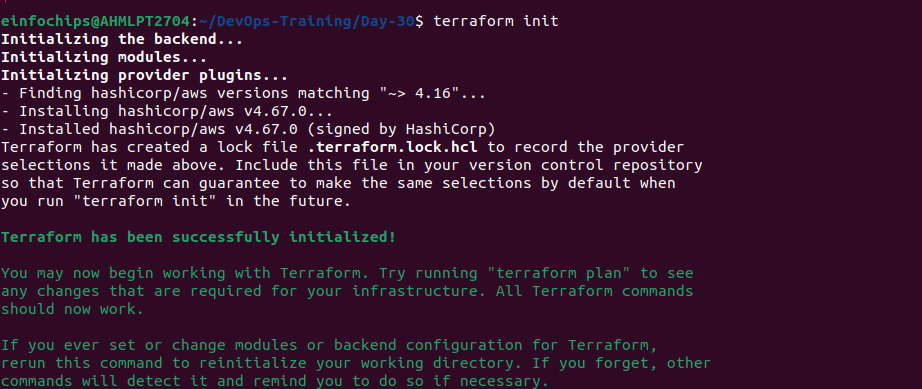 einfochips@AHMLPT2704:~/DevOps-Training/Day-30$ terraform init
Initializing the backend...
Initializing modules...
Initializing provider plugins...
- Finding hashicorp/aws versions matching "~> 4.16"...
- Installing hashicorp/aws v4.67.0...
- Installed hashicorp/aws v4.67.0 (signed by HashiCorp)
Terraform has created a lock file .terraform.lock.hcl to record the provider
selections it made above. Include this file in your version control repository
so that Terraform can guarantee to make the same selections by default when
you run "terraform init" in the future.
Terraform has been successfully initialized!
You may now begin working with Terraform. Try running "terraform plan" to see
any changes that are required for your infrastructure. All Terraform commands
should now work.
If you ever set or change modules or backend configuration for Terraform,
rerun this command to reinitialize your working directory. If you forget, other
commands will detect it and remind you to do so if necessary.